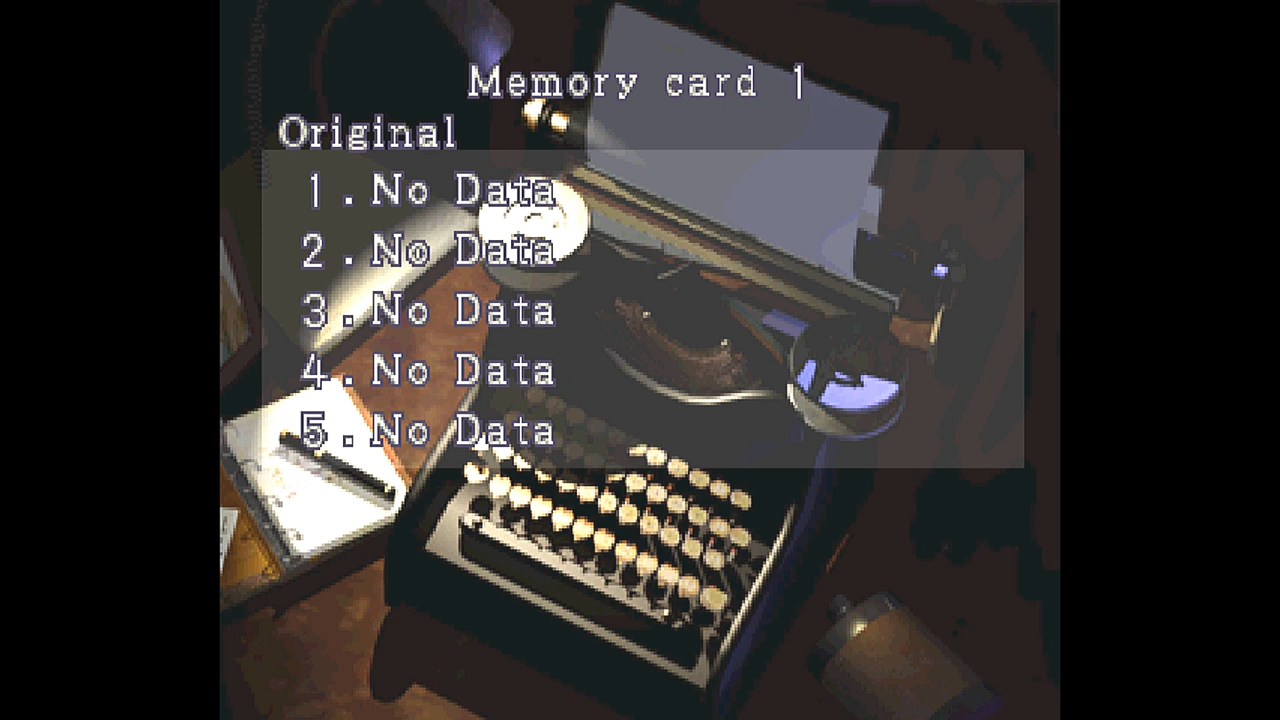 Memory card 1
Original
1.No Data
2.No Data
3.No Data
4.No Data
5.No Data